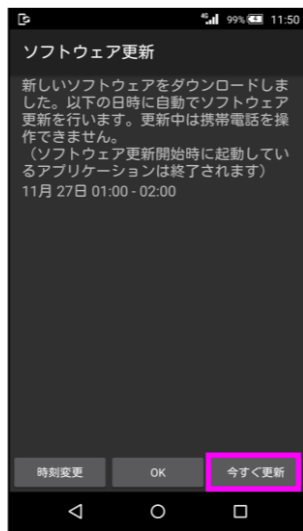 4G 99% 11:50
ソフトウェア更新
新しいソフトウェアをダウンロードしま
した。以下の日時に自動でソフトウェア
更新を行います。更新中は携帯電話を操
作できません。
（ソフトウェア更新開始時に起動してい
るアプリケーションは終了されます）
11月 27日 01:00 - 02:00
時刻変更 OK 今すぐ更新